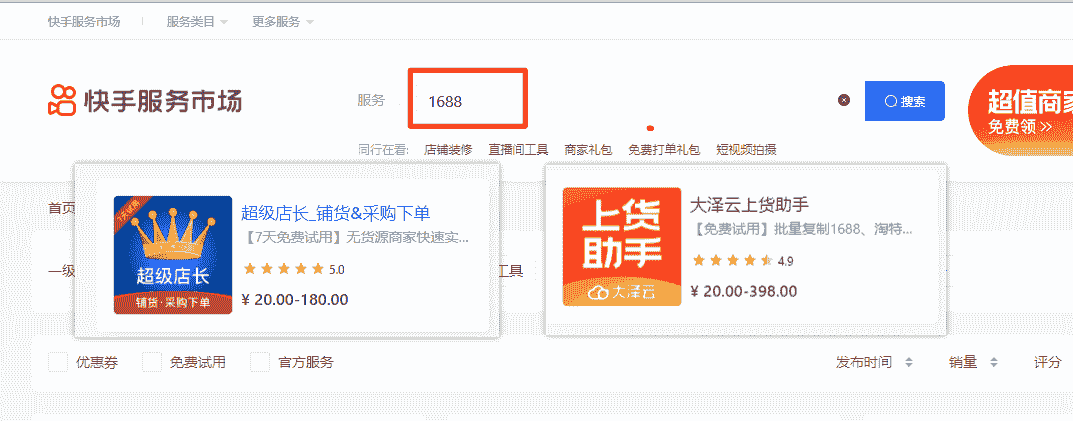 快手服务市场 服务类目 更多服务
快手服务市场
服务 1688
搜索
超值商家
免费领
同行在看: 店铺装修 直播间工具 商家礼包 免费打单礼包 短视频拍摄
首页
7天试用
超级店长
铺货·采购下单
超级店长_铺货&采购下单
【7天免费试用】无货源商家快速实...
5.0
¥ 20.00-180.00
上货
助手
大泽云
大泽云上货助手
【免费试用】批量复制1688、淘特...
4.9
¥ 20.00-398.00
一级
工具
优惠券 免费试用 官方服务 发布时间 销量 评分